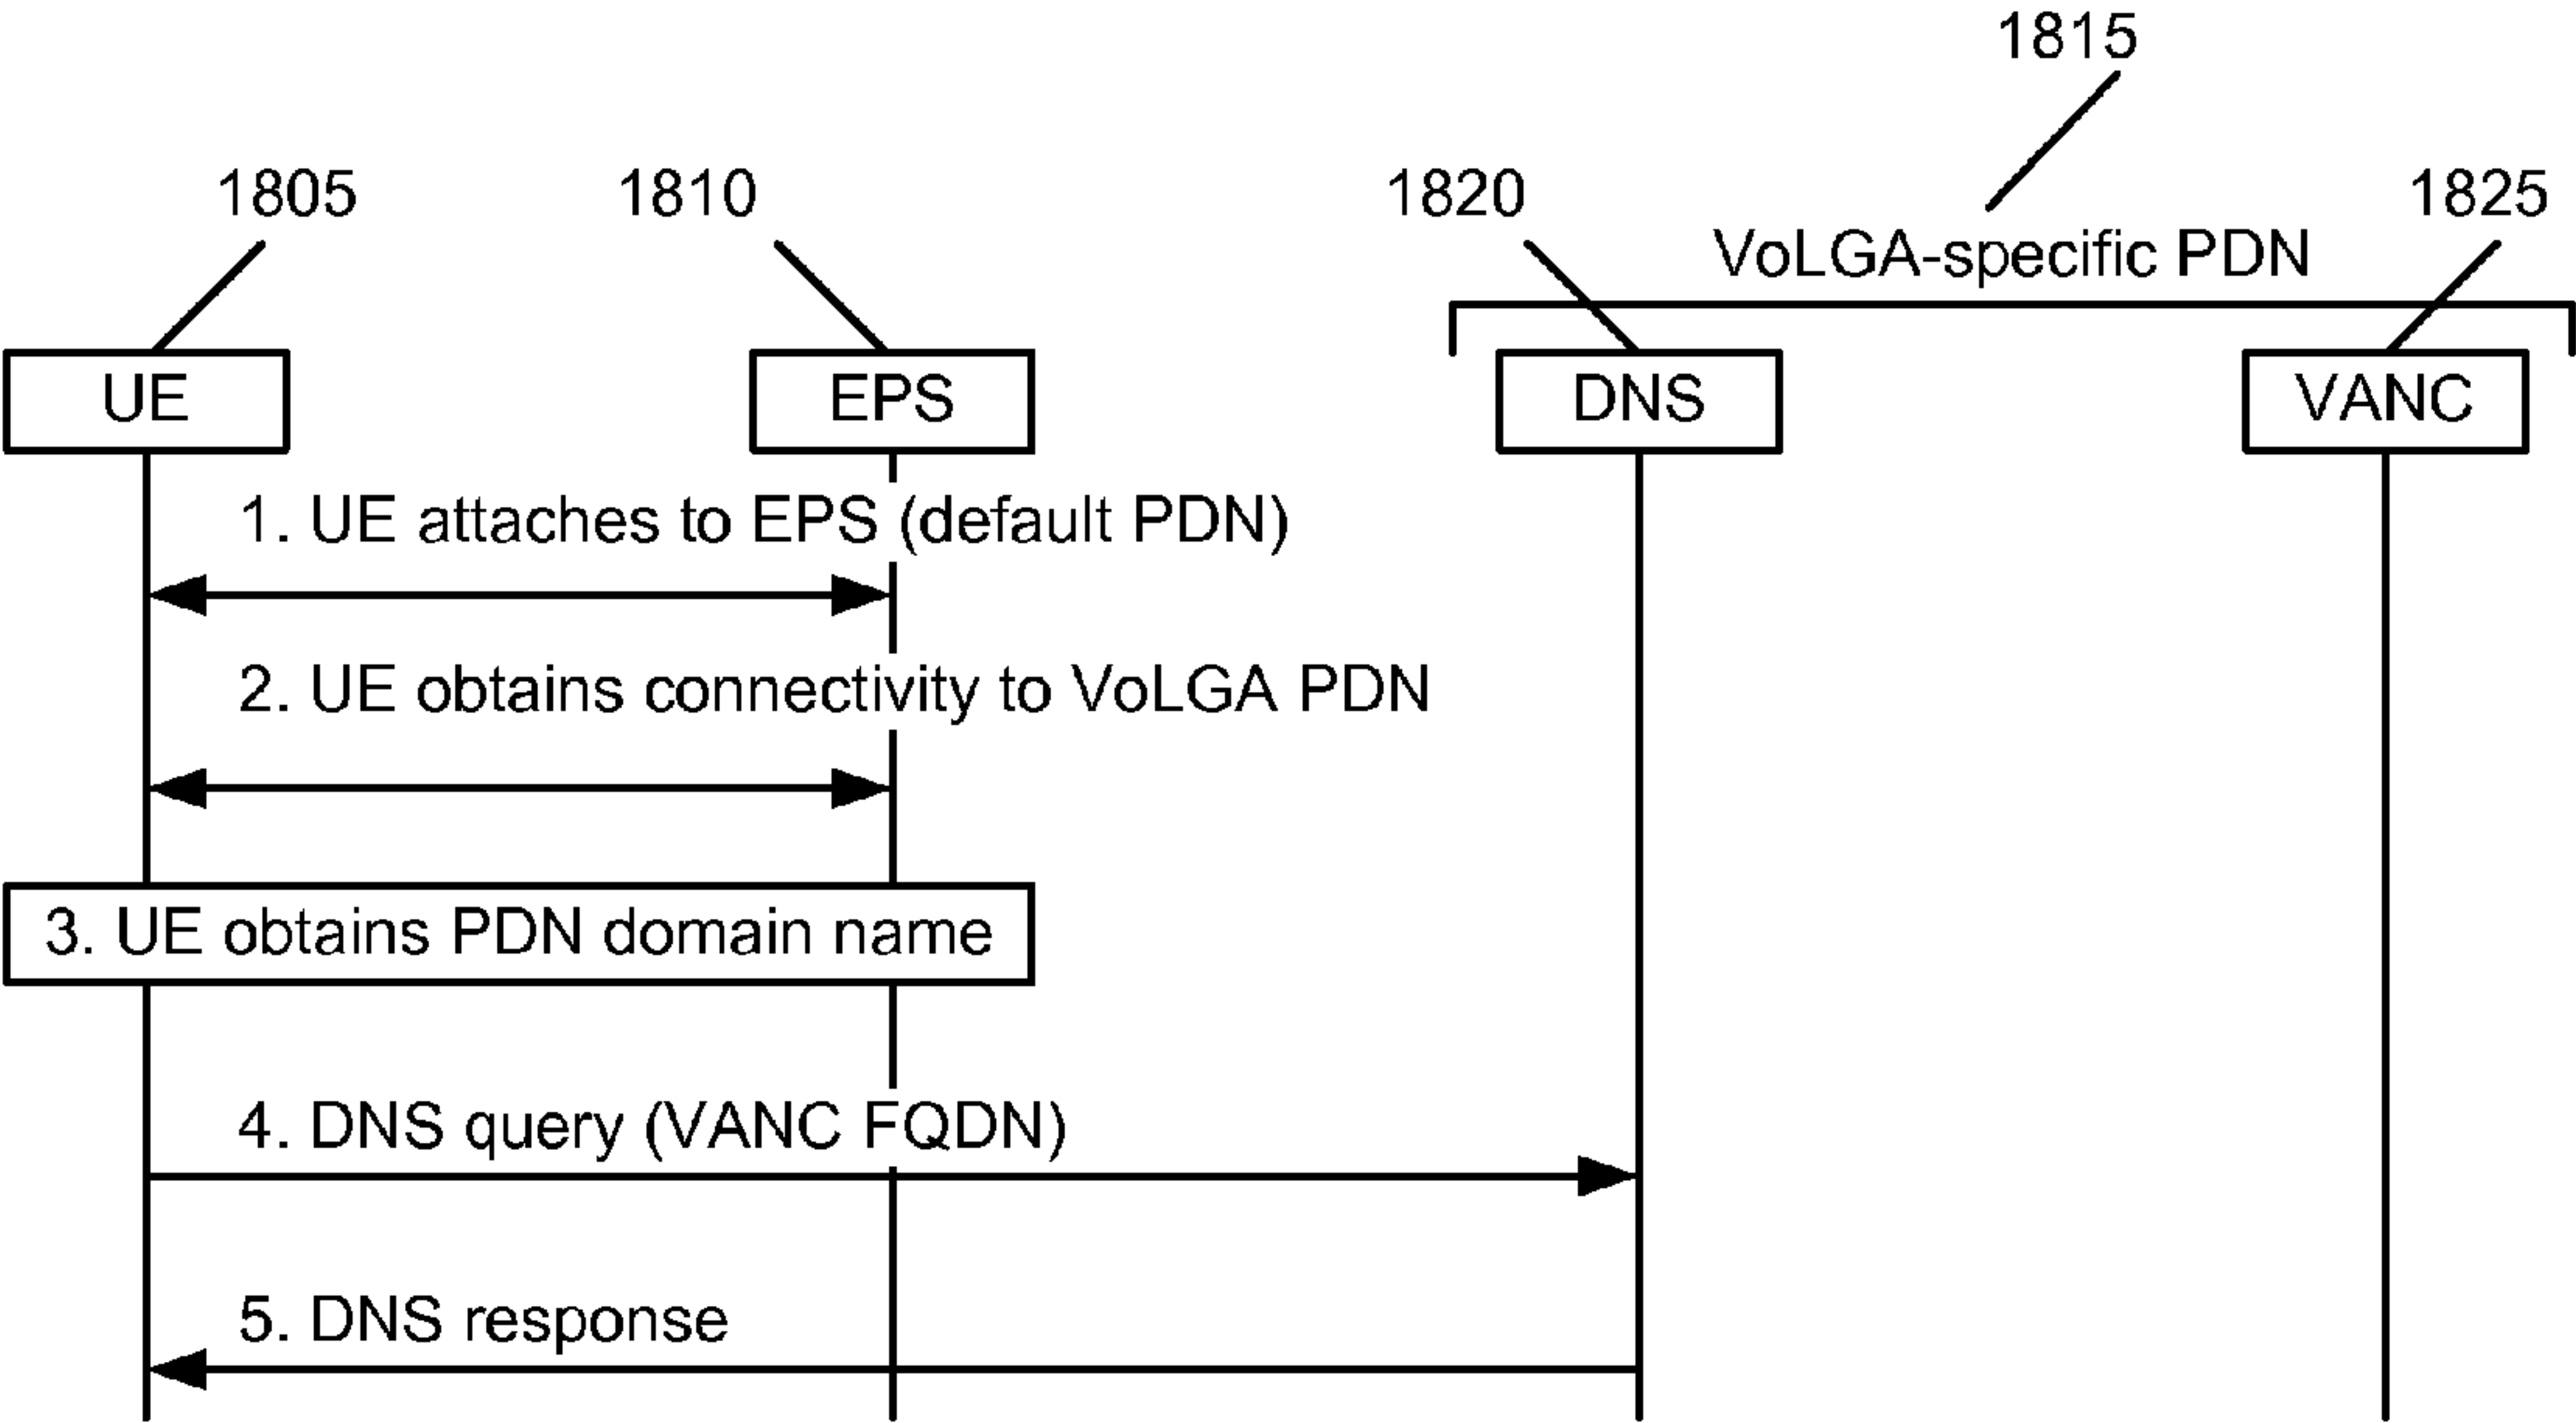 1815
1805
1810
1820
1825
VoLGA-specific PDN
UE
EPS
DNS
VANC
1. UE attaches to EPS (default PDN)
2. UE obtains connectivity to VoLGA PDN
3. UE obtains PDN domain name
4. DNS query (VANC FQDN)
5. DNS response